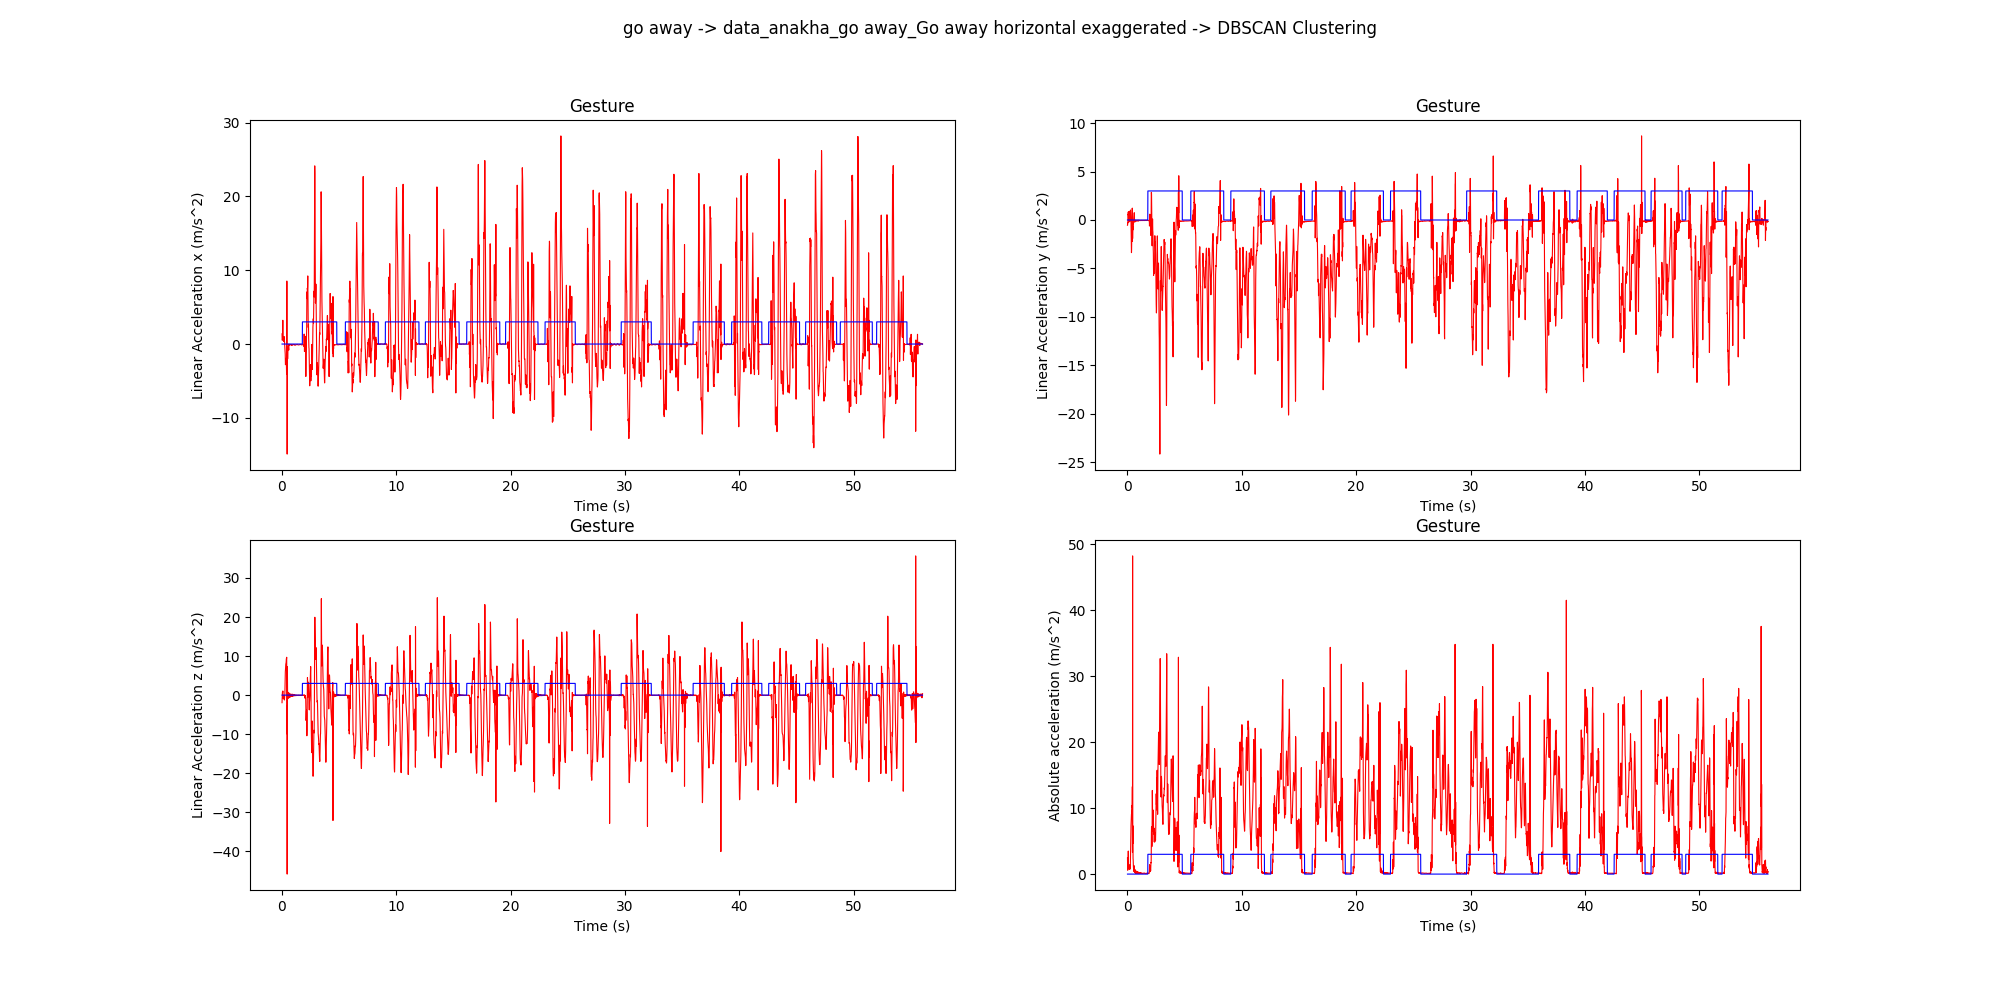 go away -> data_anakha_go away_Go away horizontal exaggerated -> DBSCAN Clustering
Gesture
Linear Acceleration x (m/s^2)
30
20
10
0
−10
0 10 20 30 40 50
Time (s)
Gesture
Linear Acceleration y (m/s^2)
10
5
0
−5
−10
−15
−20
−25
0 10 20 30 40 50
Time (s)
Gesture
Linear Acceleration z (m/s^2)
30
20
10
0
−10
−20
−30
−40
0 10 20 30 40 50
Time (s)
Gesture
Absolute acceleration (m/s^2)
50
40
30
20
10
0
0 10 20 30 40 50
Time (s)